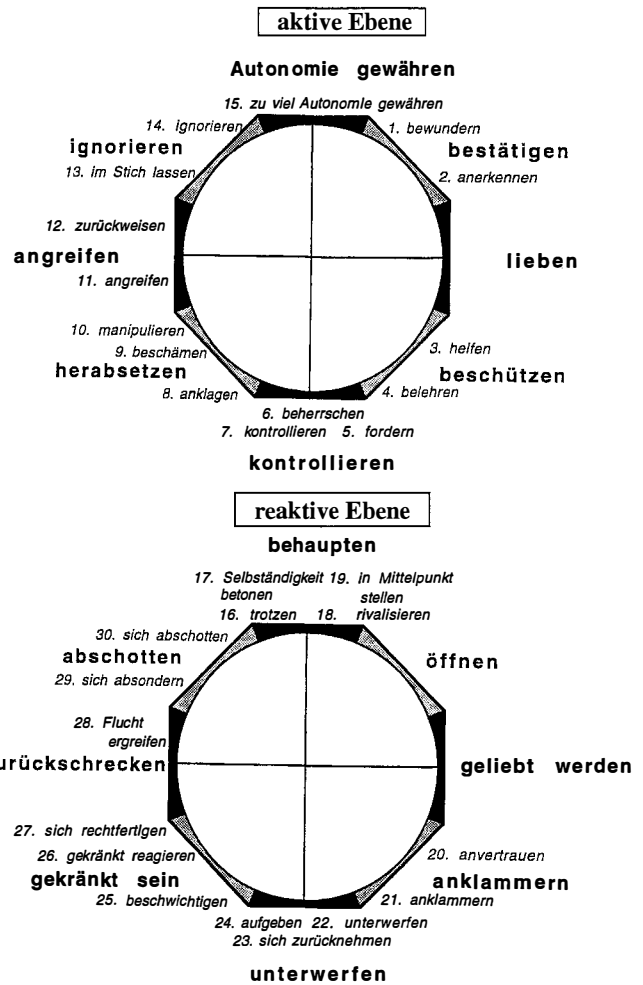 aktive Ebene
Autonomie gewähren
15. zu viel Autonomie gewähren
14. ignorieren
1. bewundern
ignorieren
bestätigen
13. im Stich lassen
2. anerkennen
12. zurückweisen
angreifen
lieben
11. angreifen
10. manipulieren
3. helfen
9. beschämen
herabsetzen
beschützen
8. anklagen
4. belehren
6. beherrschen
7. kontrollieren 5. fordern
kontrollieren
reaktive Ebene
behaupten
17. Selbständigkeit betonen
19. in Mittelpunkt stellen
16. trotzen
18. rivalisieren
30. sich abschotten
abschotten
öffnen
29. sich absondern
28. Flucht
ergreifen
urückschrecken
geliebt werden
27. sich rechtfertigen
26. gekränkt reagieren
20. anvertrauen
gekränkt sein
anklammern
25. beschwichtigen
21. anklammern
24. aufgeben 22. unterwerfen
23. sich zurücknehmen
unterwerfen